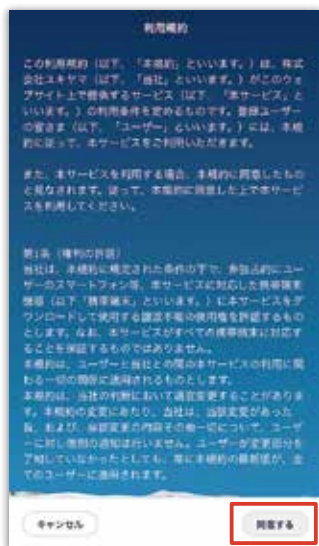 利用規約
この利用規約（以下、「本規約」といいます。）は、株式
会社ユキヤマ（以下、「当社」といいます。）がこのウェ
ブサイト上で提供するサービス（以下、「本サービス」と
いいます。）の利用条件を定めるものです。登録ユーザー
の皆さま（以下、「ユーザー」といいます。）には、本規
約に従って、本サービスをご利用いただきます。
また、本サービスを利用する場合、本規約に同意したもの
と見なされます。従って、本規約に同意した上で本サービ
スを利用してください。
第1条（権利の許諾）
当社は、本規約に規定された条件の下で、非独占的にユー
ザーのスマートフォン等、本サービスに対応した携帯端末
機器（以下「携帯端末」といいます。）に本サービスをダ
ウンロードして使用する譲渡不能の使用権を許諾するもの
とします。なお、本サービスがすべての携帯端末に対応す
ることを保証するものではありません。
本規約は、ユーザーと当社との間の本サービスの利用に関
わる一切の関係に適用されるものとします。
本規約は、当社の判断において適宜変更することがありま
す。本規約の変更にあたり、当社は、当該変更があった
旨、および、当該変更の内容その他一切について、ユーザ
ーに対し個別の通知は行いません。ユーザーが変更部分を
了知していなかったとしても、常に本規約の最新版が、全
てのユーザーに適用されます。
キャンセル
同意する